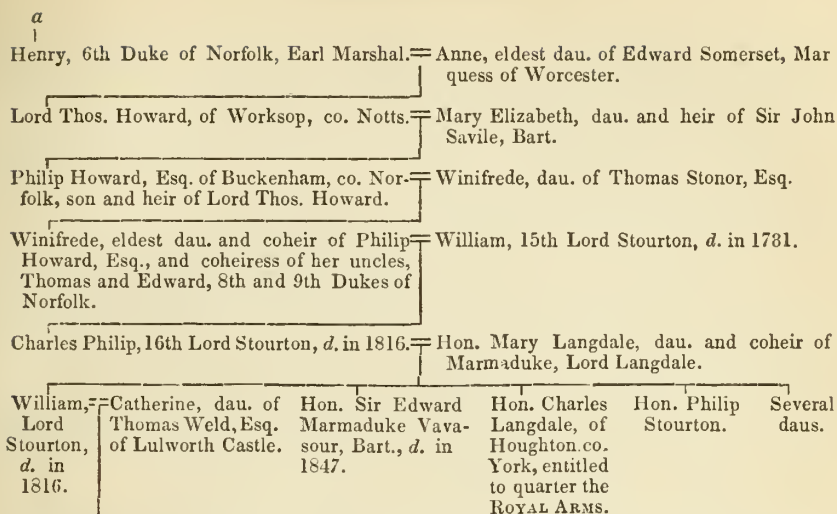 a
Henry, 6th Duke of Norfolk, Earl Marshal.
Anne, eldest dau. of Edward Somerset, Mar
quess of Worcester.
Lord Thos. Howard, of Worksop, co. Notts.
Mary Elizabeth, dau. and heir of Sir John
Savile, Bart.
Philip Howard, Esq. of Buckenham, co. Nor-
folk, son and heir of Lord Thos. Howard.
Winifrede, dau. of Thomas Stonor, Esq.
Winifrede, eldest dau. and coheir of Philip
Howard, Esq., and coheiress of her uncles,
Thomas and Edward, 8th and 9th Dukes of
Norfolk.
William, 15th Lord Stourton, d. in 1781.
Charles Philip, 16th Lord Stourton, d. in 1816.
Hon. Mary Langdale, dau. and coheir of
Marmaduke, Lord Langdale.
William,
Lord
Stourton,
d. in
1816.
Catherine, dau. of
Thomas Weld, Esq.
of Lulworth Castle.
Hon. Sir Edward
Marmaduke Vava-
sour, Bart., d. in
1847.
Hon. Charles
Langdale, of
Houghton.co.
York, entitled
to quarter the
ROYAL ARMS.
Hon. Philip
Stourton.
Several
daus.